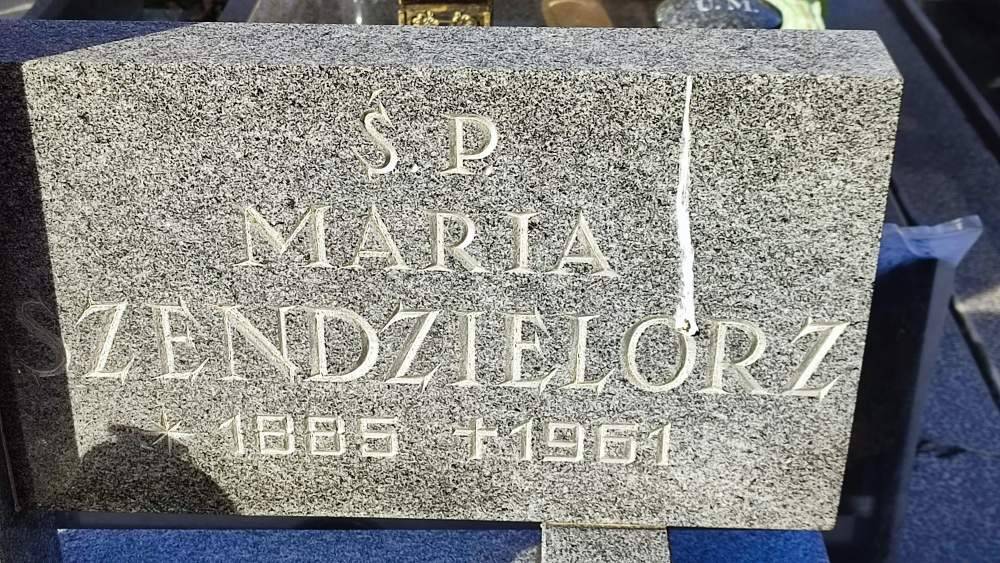 U. M.
Ś. P.
MARIA
SZENDZIELORZ
* 1885 +1961